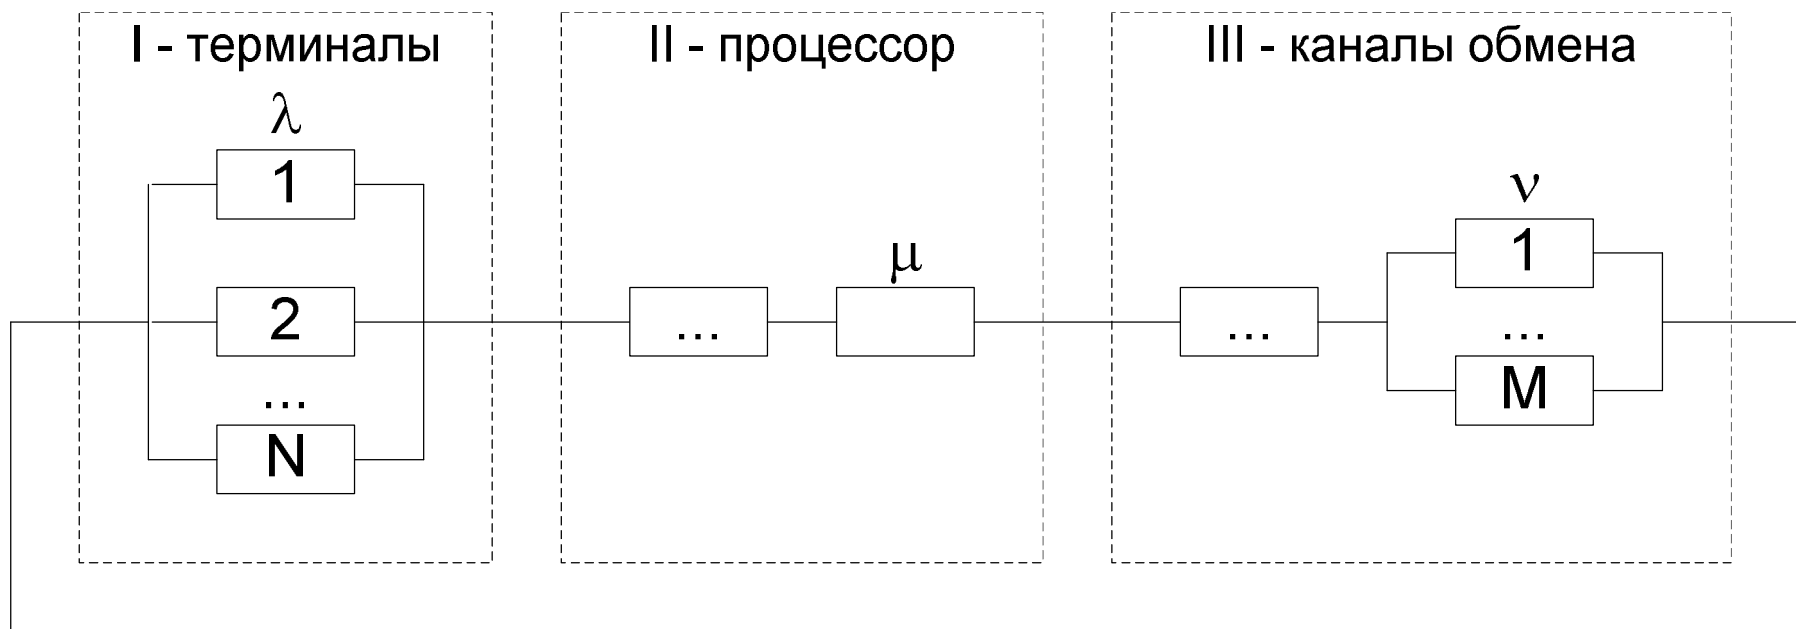 I - терминалы
λ
1
2
...
N
II - процессор
μ
...
III - каналы обмена
ν
...
1
...
M